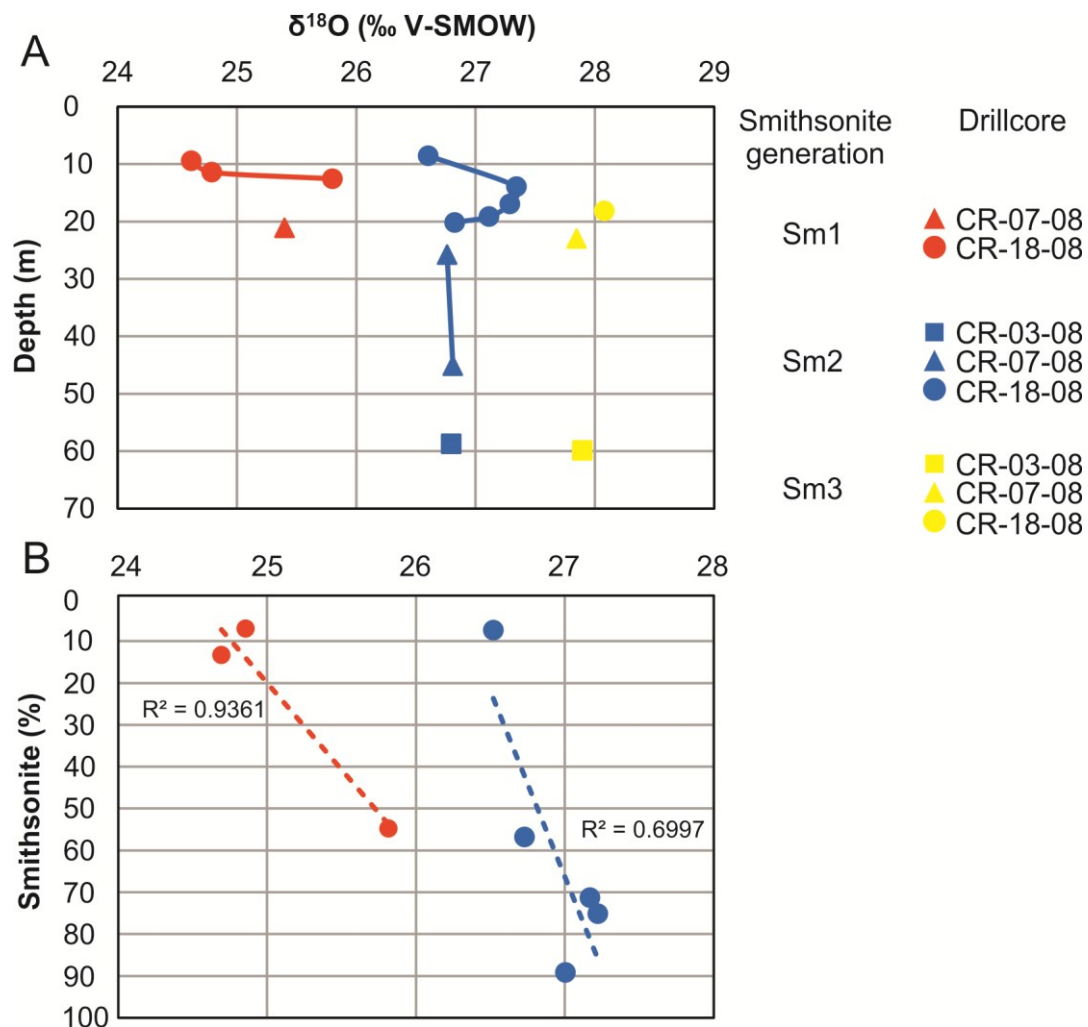 δ¹⁸O (‰ V-SMOW)
A
24 25 26 27 28 29
0
10
20
30
40
50
60
70
Depth (m)
Smithsonite
generation
Drillcore
Sm1
CR-07-08
CR-18-08
Sm2
CR-03-08
CR-07-08
CR-18-08
Sm3
CR-03-08
CR-07-08
CR-18-08
B
24 25 26 27 28
0
10
20
30
40
50
60
70
80
90
100
Smithsonite (%)
R² = 0.9361
R² = 0.6997